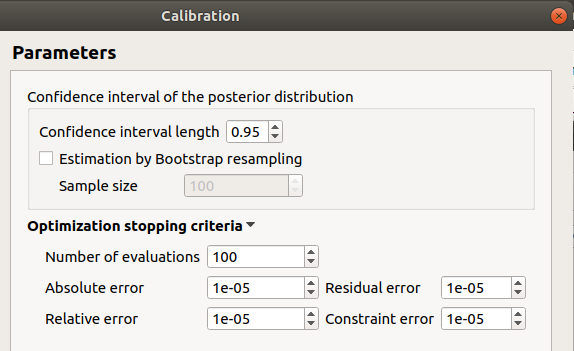 Calibration
Parameters
Confidence interval of the posterior distribution
Confidence interval length 0.95
Estimation by Bootstrap resampling
Sample size 100
Optimization stopping criteria
Number of evaluations 100
Absolute error 1e-05 Residual error 1e-05
Relative error 1e-05 Constraint error 1e-05